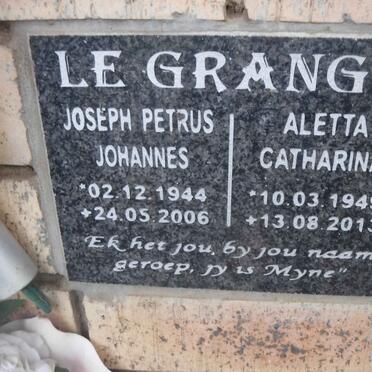 LE GRANG
JOSEPH PETRUS
JOHANNES
*02.12.1944
+24.05.2006
ALETTA
CATHARINA
*10.03.1949
+13.08.2013
Ek het jou, by jou naam
geroep, jy is Myne"